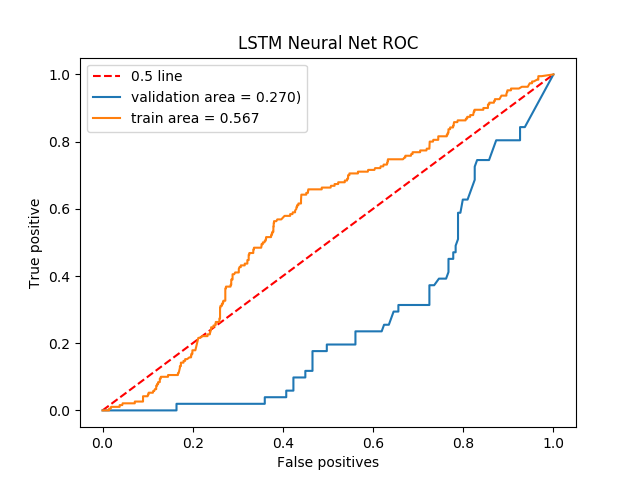 LSTM Neural Net ROC
0.5 line
validation area = 0.270)
train area = 0.567
True positive
1.0
0.8
0.6
0.4
0.2
0.0
0.0 0.2 0.4 0.6 0.8 1.0
False positives